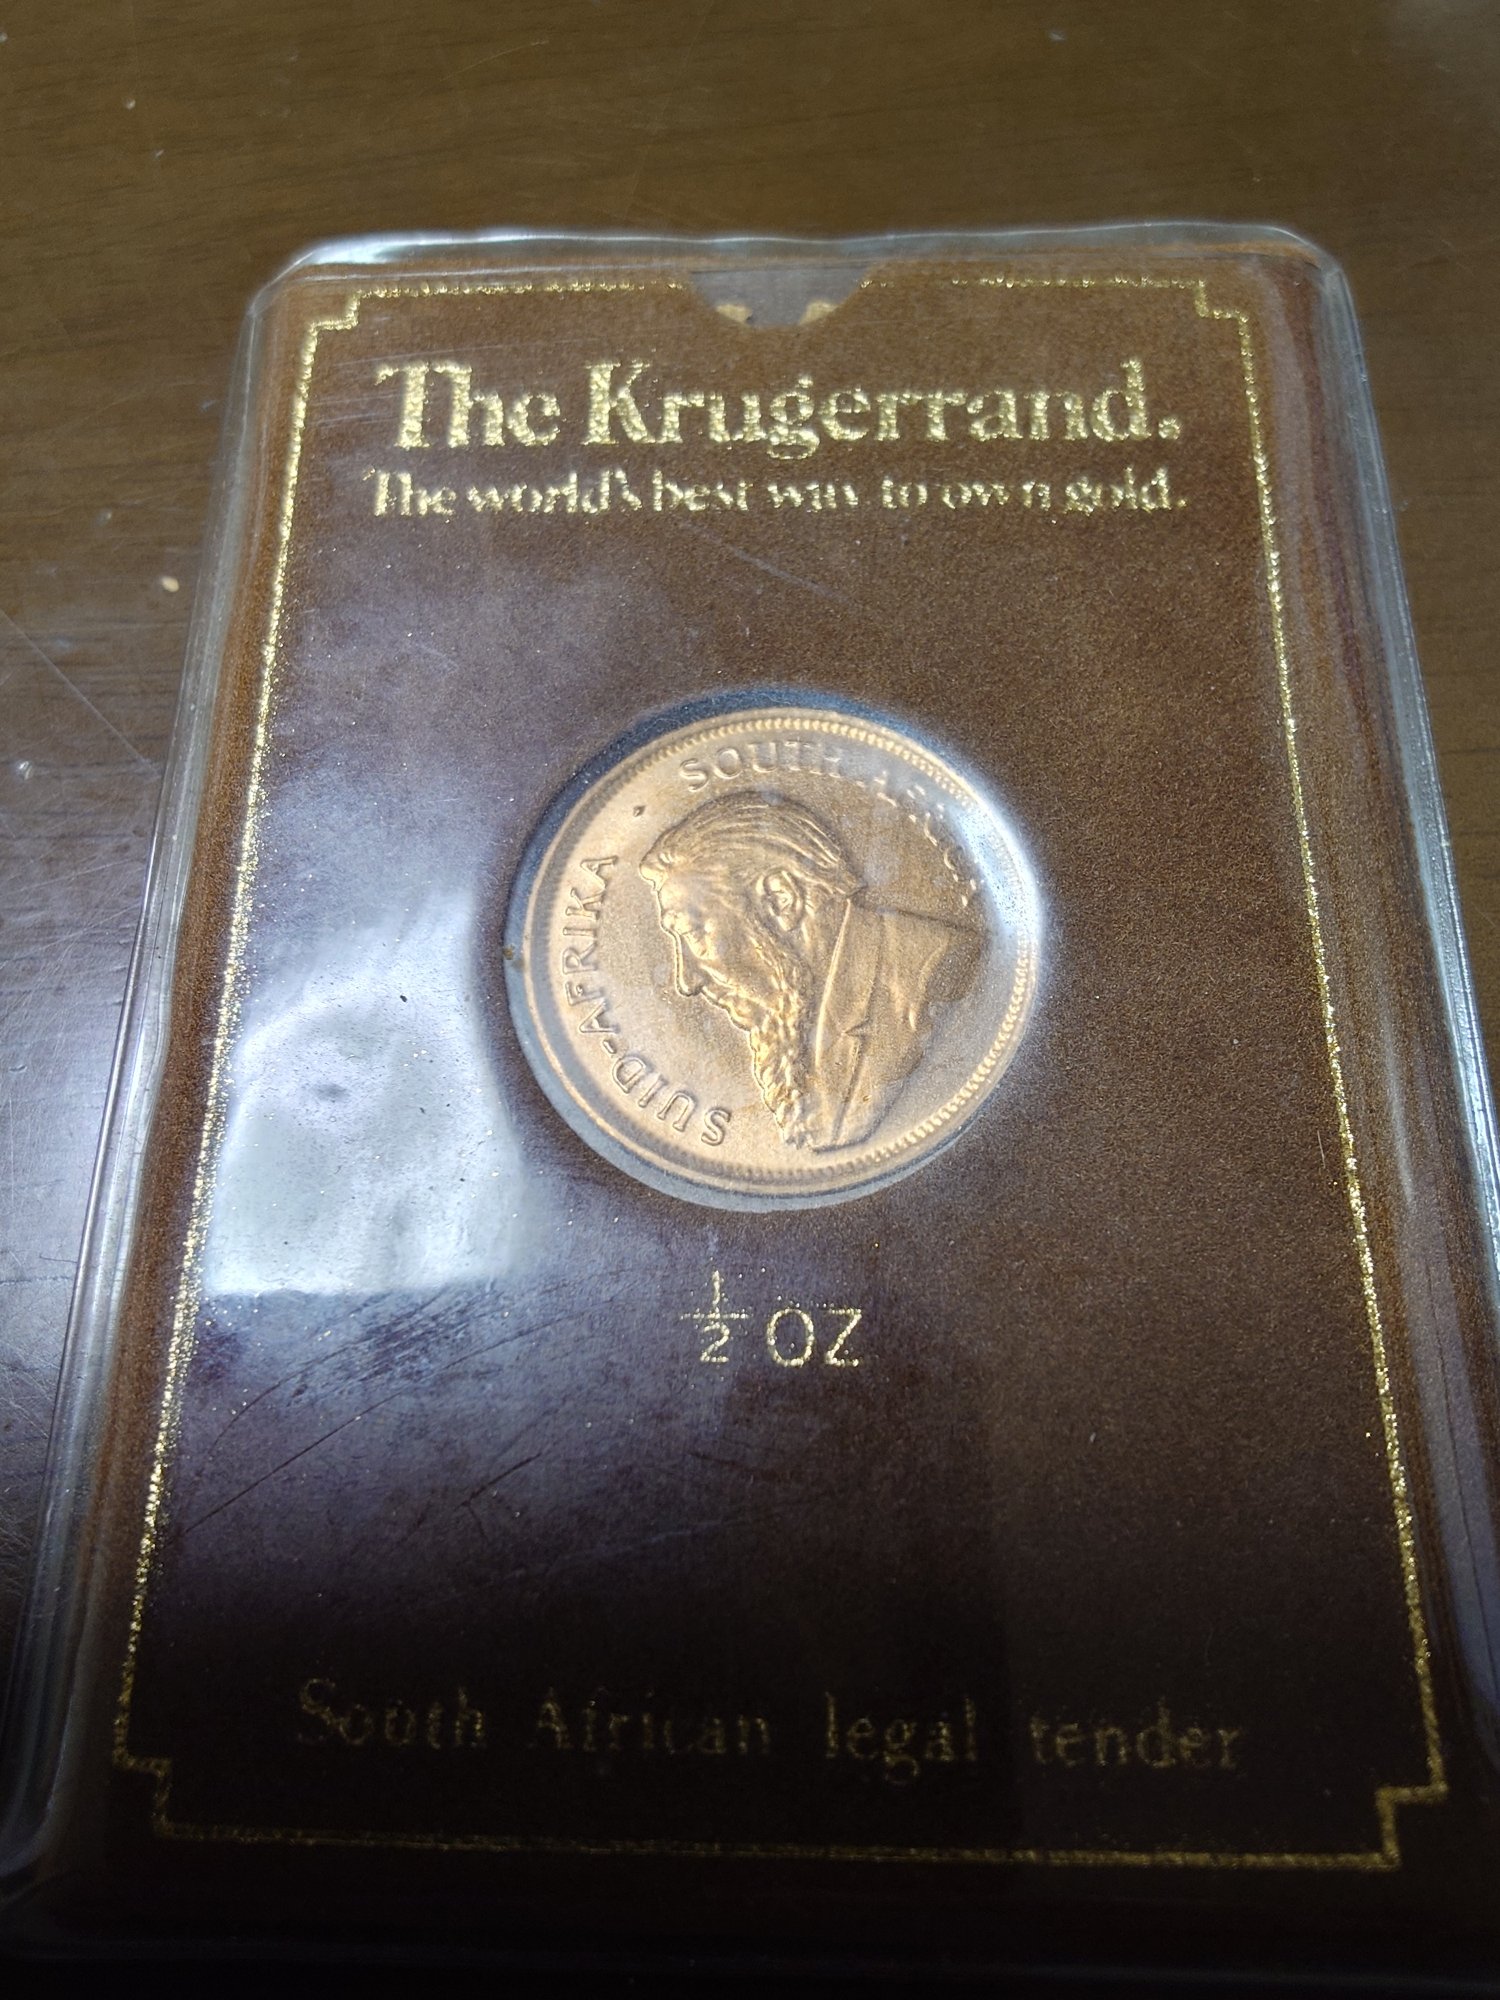 The Krugerrand.
The world's best way to own gold.
SUID-AFRIKA · SOUTH AFRICA
½ OZ
South African legal tender